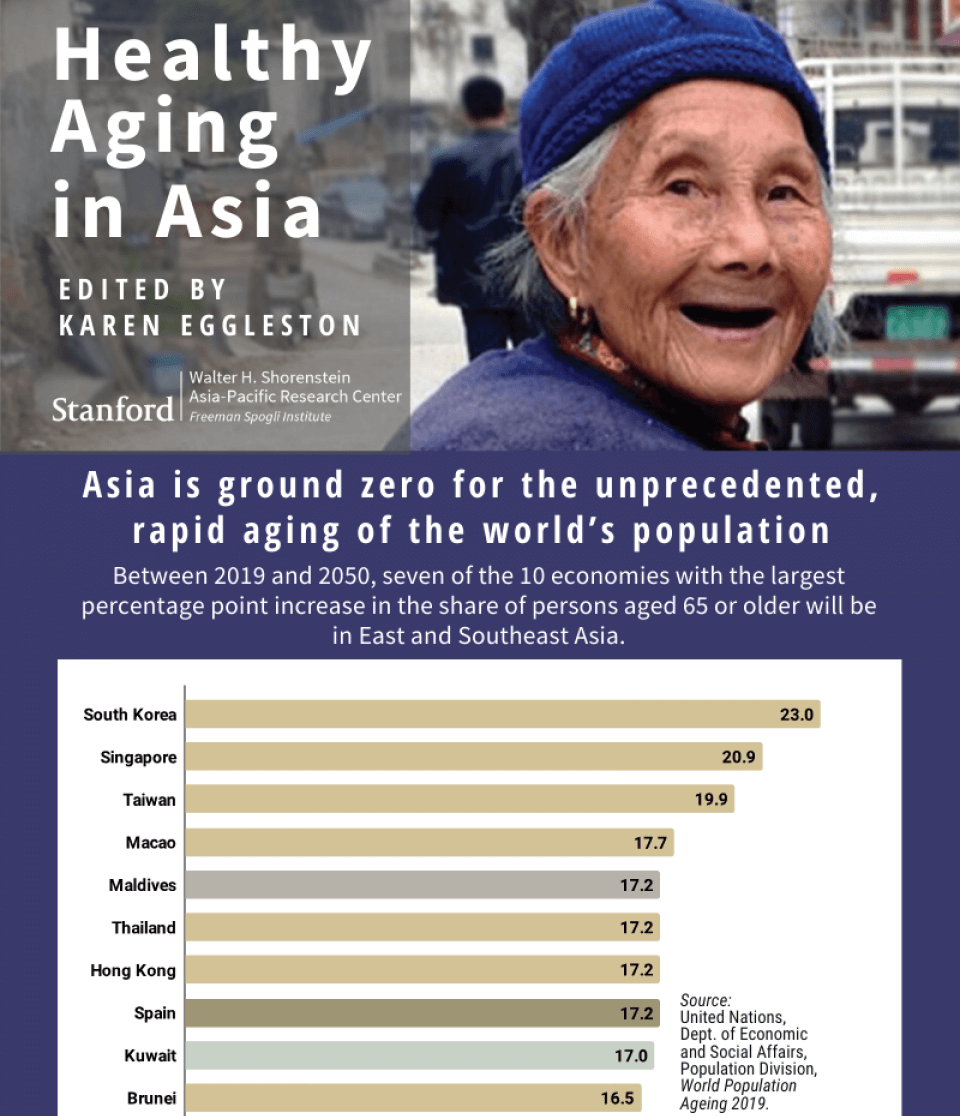 Healthy
Aging
in Asia
EDITED BY
KAREN EGGLESTON
Stanford
Walter H. Shorenstein
Asia-Pacific Research Center
Freeman Spogli Institute
Asia is ground zero for the unprecedented,
rapid aging of the world’s population
Between 2019 and 2050, seven of the 10 economies with the largest
percentage point increase in the share of persons aged 65 or older will be
in East and Southeast Asia.
South Korea 23.0
Singapore 20.9
Taiwan 19.9
Macao 17.7
Maldives 17.2
Thailand 17.2
Hong Kong 17.2
Spain 17.2
Kuwait 17.0
Brunei 16.5
Source:
United Nations,
Dept. of Economic
and Social Affairs,
Population Division,
World Population
Ageing 2019.